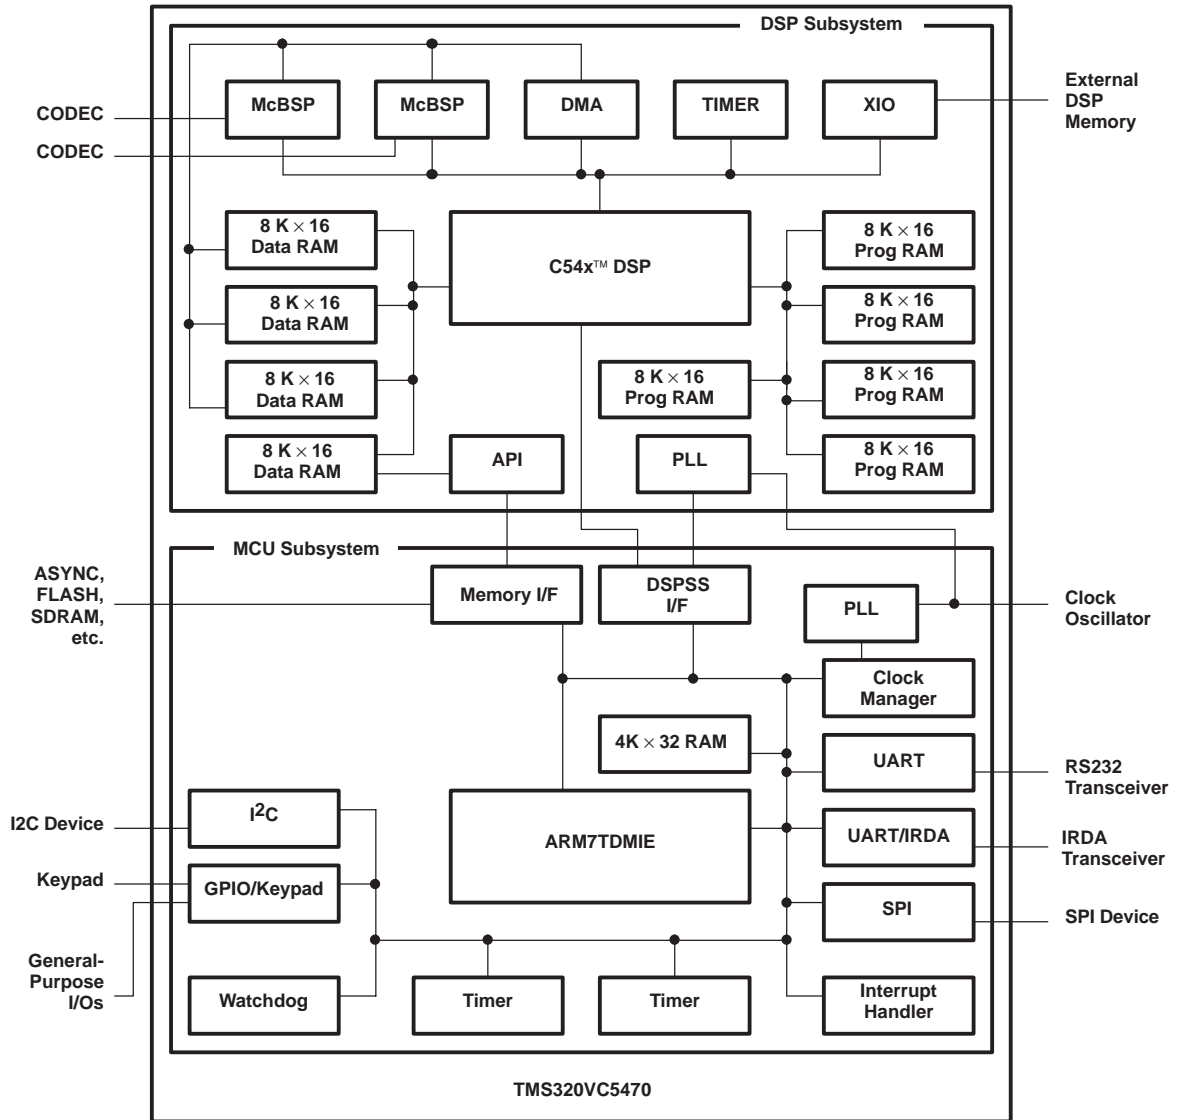 DSP Subsystem
McBSP
McBSP
DMA
TIMER
XIO
External
DSP
Memory
CODEC
CODEC
8 K × 16
Data RAM
8 K × 16
Data RAM
8 K × 16
Data RAM
8 K × 16
Data RAM
C54x™ DSP
8 K × 16
Prog RAM
8 K × 16
Prog RAM
8 K × 16
Prog RAM
8 K × 16
Prog RAM
8 K × 16
Prog RAM
API
PLL
MCU Subsystem
ASYNC,
FLASH,
SDRAM,
etc.
Memory I/F
DSPSS
I/F
PLL
Clock
Oscillator
Clock
Manager
4K × 32 RAM
UART
RS232
Transceiver
I2C Device
I²C
ARM7TDMIE
UART/IRDA
IRDA
Transceiver
Keypad
GPIO/Keypad
SPI
SPI Device
General-
Purpose
I/Os
Watchdog
Timer
Timer
Interrupt
Handler
TMS320VC5470